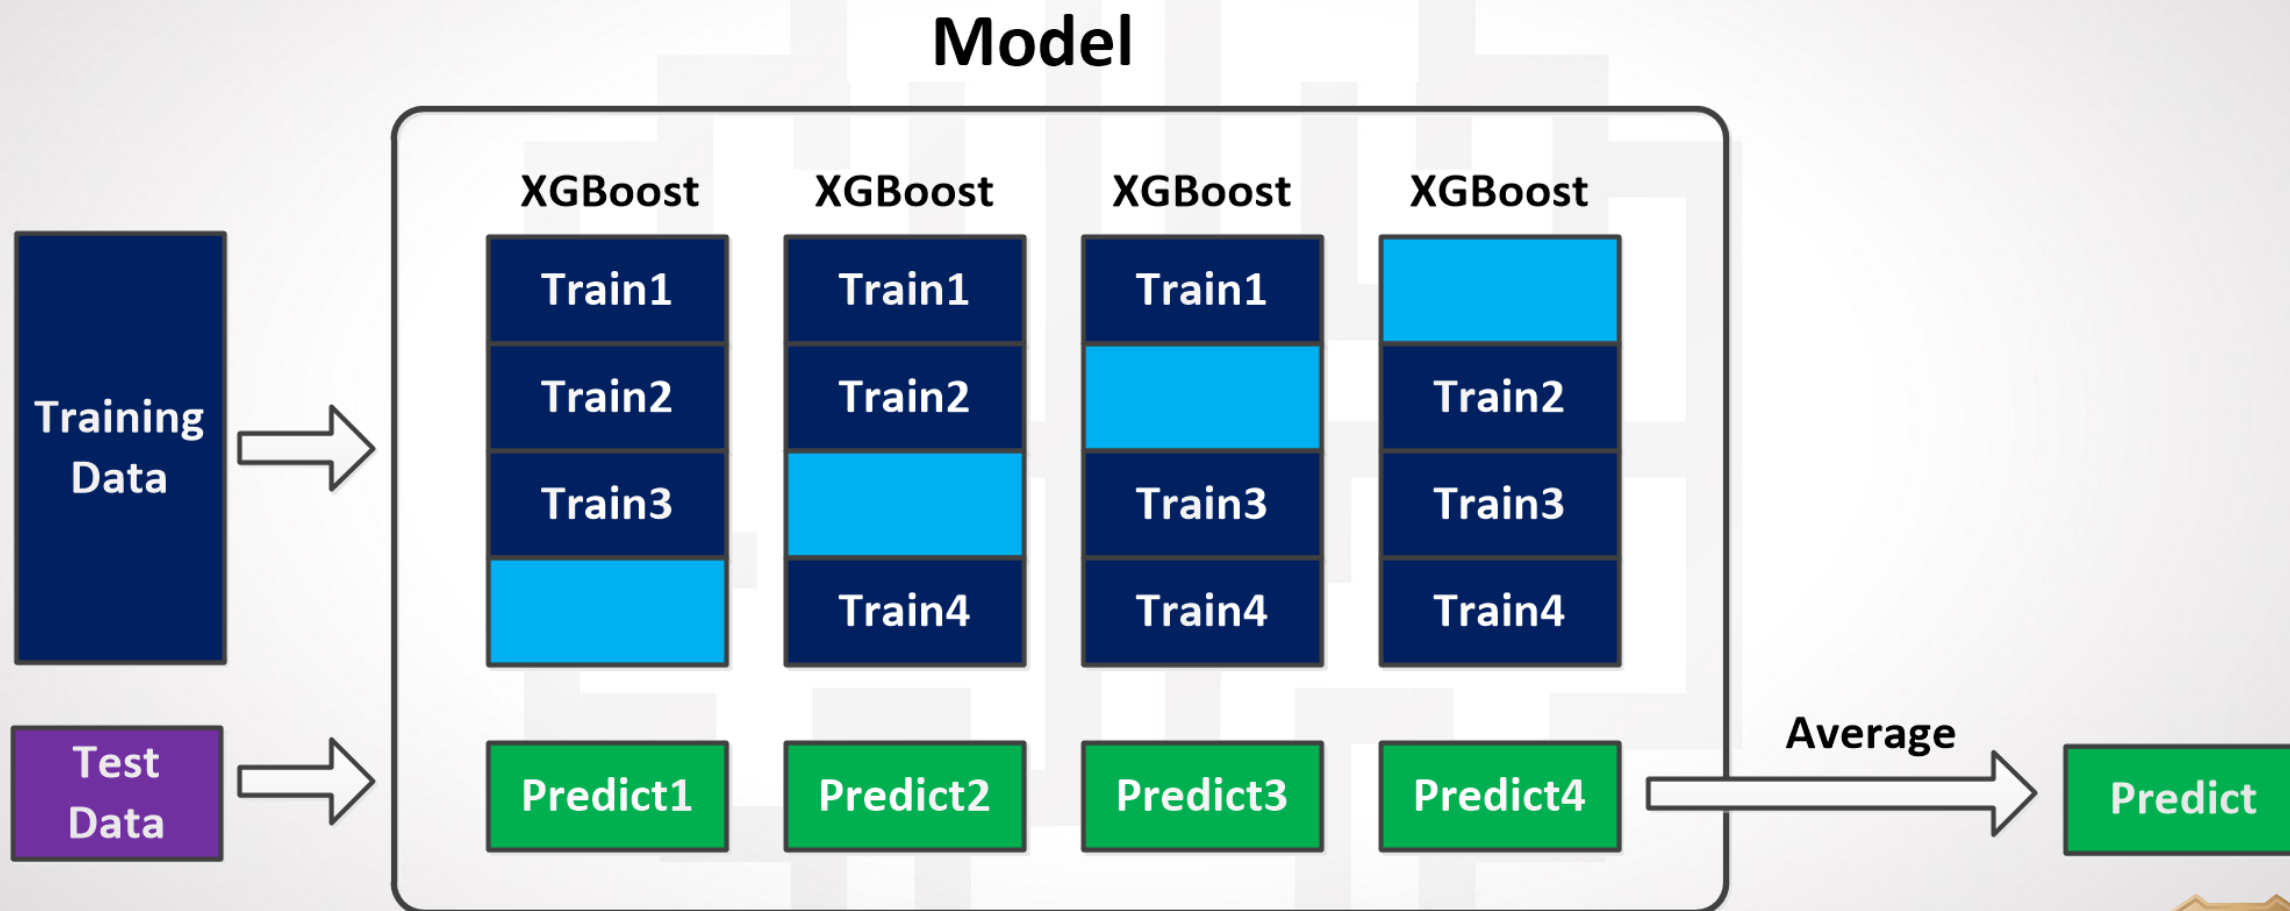 Model
XGBoost XGBoost XGBoost XGBoost
Training
Data
Train1 Train1 Train1
Train2 Train2 Train2
Train3 Train3 Train3
Train4 Train4 Train4
Test
Data
Predict1 Predict2 Predict3 Predict4
Average
Predict